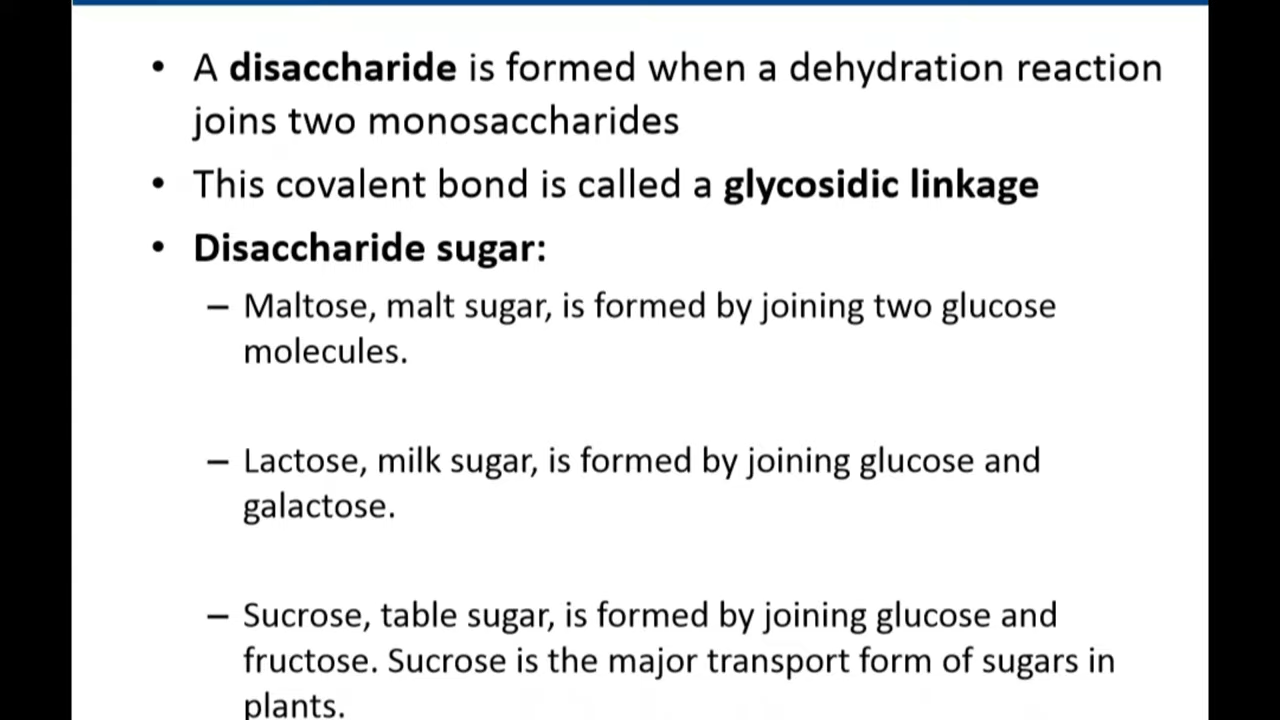 • A disaccharide is formed when a dehydration reaction
joins two monosaccharides
• This covalent bond is called a glycosidic linkage
• Disaccharide sugar:
– Maltose, malt sugar, is formed by joining two glucose
molecules.
– Lactose, milk sugar, is formed by joining glucose and
galactose.
– Sucrose, table sugar, is formed by joining glucose and
fructose. Sucrose is the major transport form of sugars in
plants.